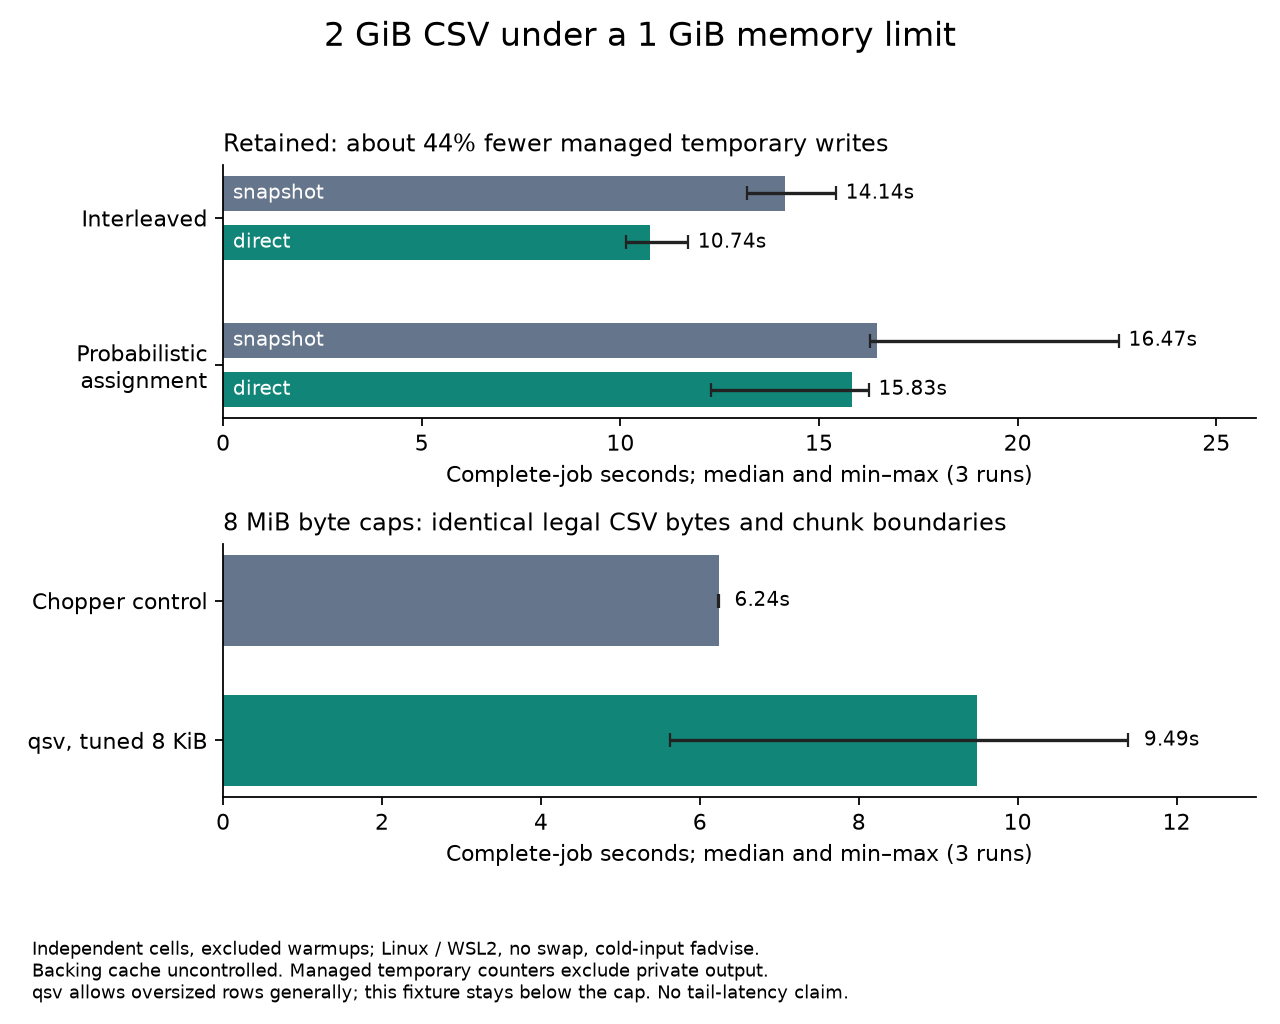 2 GiB CSV under a 1 GiB memory limit
Retained: about 44% fewer managed temporary writes
Interleaved
snapshot
14.14s
direct
10.74s
Probabilistic
assignment
snapshot
16.47s
direct
15.83s
0 5 10 15 20 25
Complete-job seconds; median and min–max (3 runs)
8 MiB byte caps: identical legal CSV bytes and chunk boundaries
Chopper control
6.24s
qsv, tuned 8 KiB
9.49s
0 2 4 6 8 10 12
Complete-job seconds; median and min–max (3 runs)
Independent cells, excluded warmups; Linux / WSL2, no swap, cold-input fadvise.
Backing cache uncontrolled. Managed temporary counters exclude private output.
qsv allows oversized rows generally; this fixture stays below the cap. No tail-latency claim.